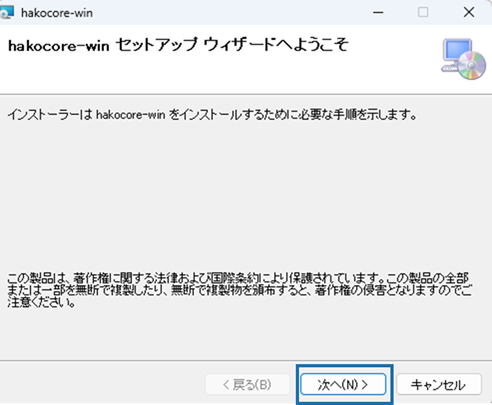 hakocore-win
hakocore-win セットアップ ウィザードへようこそ
インストーラーは hakocore-win をインストールするために必要な手順を示します。
この製品は、著作権に関する法律および国際条約により保護されています。この製品の全部
または一部を無断で複製したり、無断で複製物を頒布すると、著作権の侵害となりますのでご
注意ください。
< 戻る(B)
次へ(N) >
キャンセル